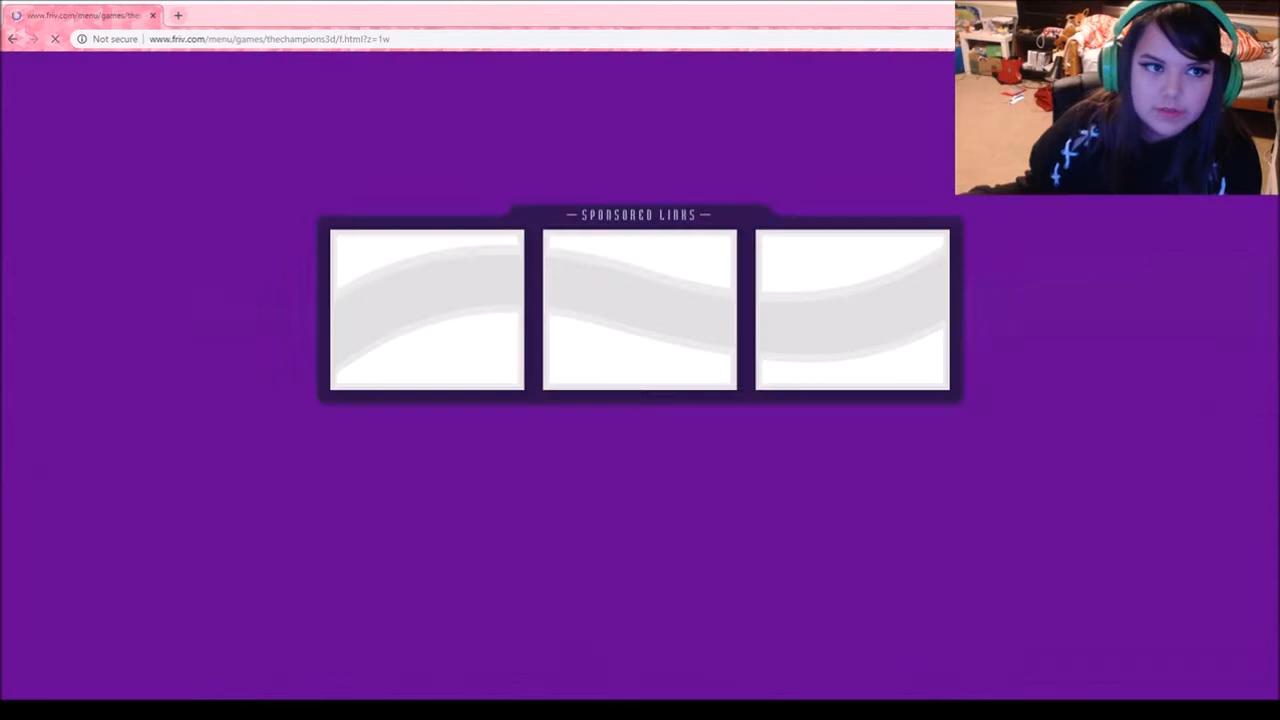 www.friv.com/menu/games/the
Not secure
www.friv.com/menu/games/thechampions3d/f.html?z=1w
— SPONSORED LINKS —